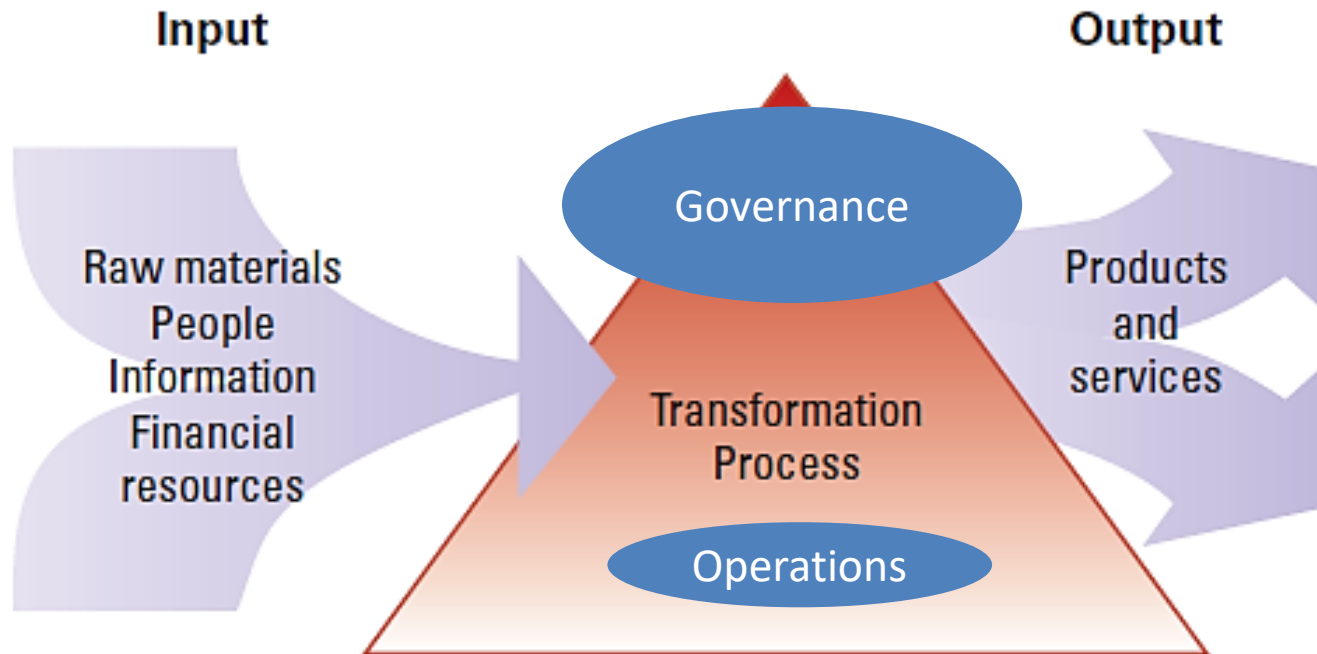 Input
Output
Governance
Raw materials
People
Information
Financial
resources
Transformation
Process
Operations
Products
and
services